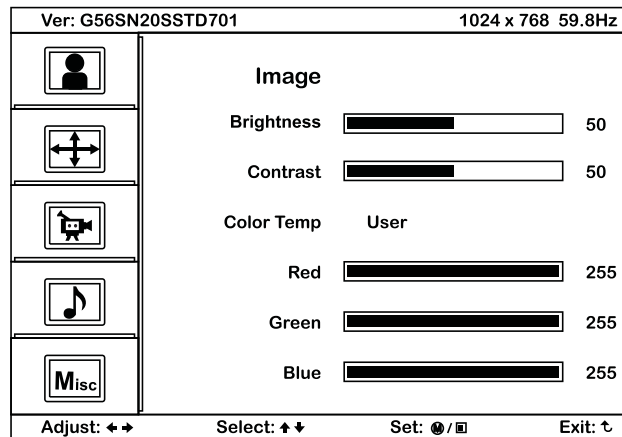 Ver: G56SN20SSTD701 1024 x 768 59.8Hz
Image
Brightness 50
Contrast 50
Color Temp User
Red 255
Green 255
Blue 255
Misc
Adjust: Select: Set: M / Exit: